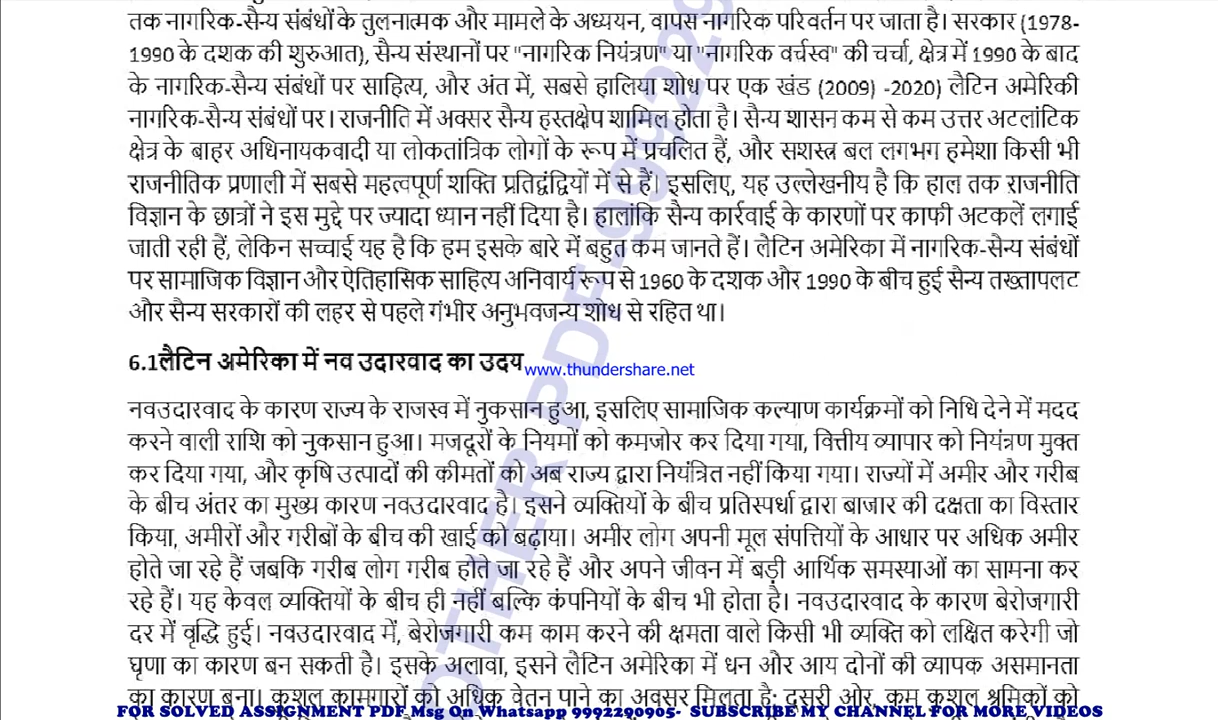 तक नागरिक-सैन्य संबंधों के तुलनात्मक और मामले के अध्ययन, वापस नागरिक परिवर्तन पर जाता है। सरकार (1978-
1990 के दशक की शुरुआत), सैन्य संस्थानों पर "नागरिक नियंत्रण" या "नागरिक वर्चस्व" की चर्चा, क्षेत्र में 1990 के बाद
के नागरिक-सैन्य संबंधों पर साहित्य, और अंत में, सबसे हालिया शोध पर एक खंड (2009) -2020) लैटिन अमेरिकी
नागरिक-सैन्य संबंधों पर। राजनीति में अक्सर सैन्य हस्तक्षेप शामिल होता है। सैन्य शासन कम से कम उत्तर अटलांटिक
क्षेत्र के बाहर अधिनायकवादी या लोकतांत्रिक लोगों के रूप में प्रचलित हैं, और सशस्त्र बल लगभग हमेशा किसी भी
राजनीतिक प्रणाली में सबसे महत्वपूर्ण शक्ति प्रतिद्वंद्वियों में से हैं। इसलिए, यह उल्लेखनीय है कि हाल तक राजनीति
विज्ञान के छात्रों ने इस मुद्दे पर ज्यादा ध्यान नहीं दिया है। हालांकि सैन्य कार्रवाई के कारणों पर काफी अटकलें लगाई
जाती रही हैं, लेकिन सच्चाई यह है कि हम इसके बारे में बहुत कम जानते हैं। लैटिन अमेरिका में नागरिक-सैन्य संबंधों
पर सामाजिक विज्ञान और ऐतिहासिक साहित्य अनिवार्य रूप से 1960 के दशक और 1990 के बीच हुई सैन्य तख्तापलट
और सैन्य सरकारों की लहर से पहले गंभीर अनुभवजन्य शोध से रहित था।
6.1लैटिन अमेरिका में नव उदारवाद का उदय
www.thundershare.net
नवउदारवाद के कारण राज्य के राजस्व में नुकसान हुआ, इसलिए सामाजिक कल्याण कार्यक्रमों को निधि देने में मदद
करने वाली राशि को नुकसान हुआ। मजदूरों के नियमों को कमजोर कर दिया गया, वित्तीय व्यापार को नियंत्रण मुक्त
कर दिया गया, और कृषि उत्पादों की कीमतों को अब राज्य द्वारा नियंत्रित नहीं किया गया। राज्यों में अमीर और गरीब
के बीच अंतर का मुख्य कारण नवउदारवाद है। इसने व्यक्तियों के बीच प्रतिस्पर्धा द्वारा बाजार की दक्षता का विस्तार
किया, अमीरों और गरीबों के बीच की खाई को बढ़ाया। अमीर लोग अपनी मूल संपत्तियों के आधार पर अधिक अमीर
होते जा रहे हैं जबकि गरीब लोग गरीब होते जा रहे हैं और अपने जीवन में बड़ी आर्थिक समस्याओं का सामना कर
रहे हैं। यह केवल व्यक्तियों के बीच ही नहीं बल्कि कंपनियों के बीच भी होता है। नवउदारवाद के कारण बेरोजगारी
दर में वृद्धि हुई। नवउदारवाद में, बेरोजगारी कम काम करने की क्षमता वाले किसी भी व्यक्ति को लक्षित करेगी जो
घृणा का कारण बन सकती है। इसके अलावा, इसने लैटिन अमेरिका में धन और आय दोनों की व्यापक असमानता
का कारण बना। कुशल कामगारों को अधिक वेतन पाने का अवसर मिलता है; दूसरी ओर, कम कुशल श्रमिकों को
FOR SOLVED ASSIGNMENT PDF Msg On Whatsapp 9992290905- SUBSCRIBE MY CHANNEL FOR MORE VIDEOS